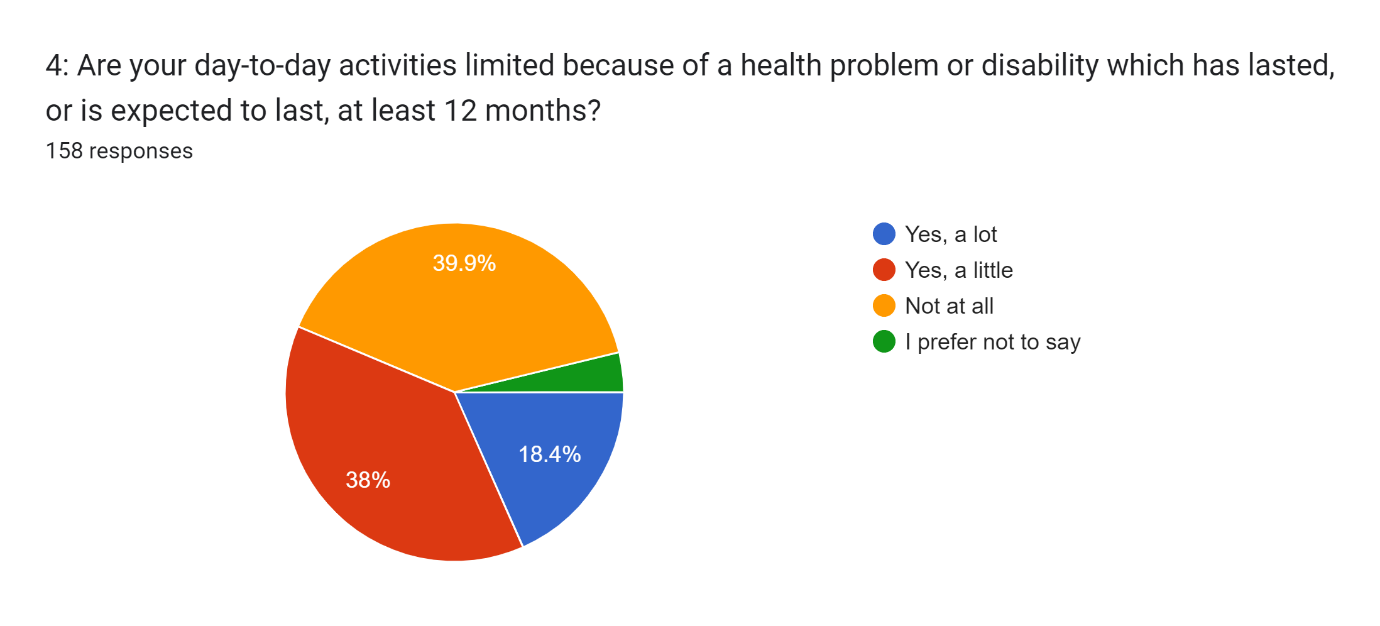 4: Are your day-to-day activities limited because of a health problem or disability which has lasted,
or is expected to last, at least 12 months?
158 responses
39.9%
38%
18.4%
Yes, a lot
Yes, a little
Not at all
I prefer not to say